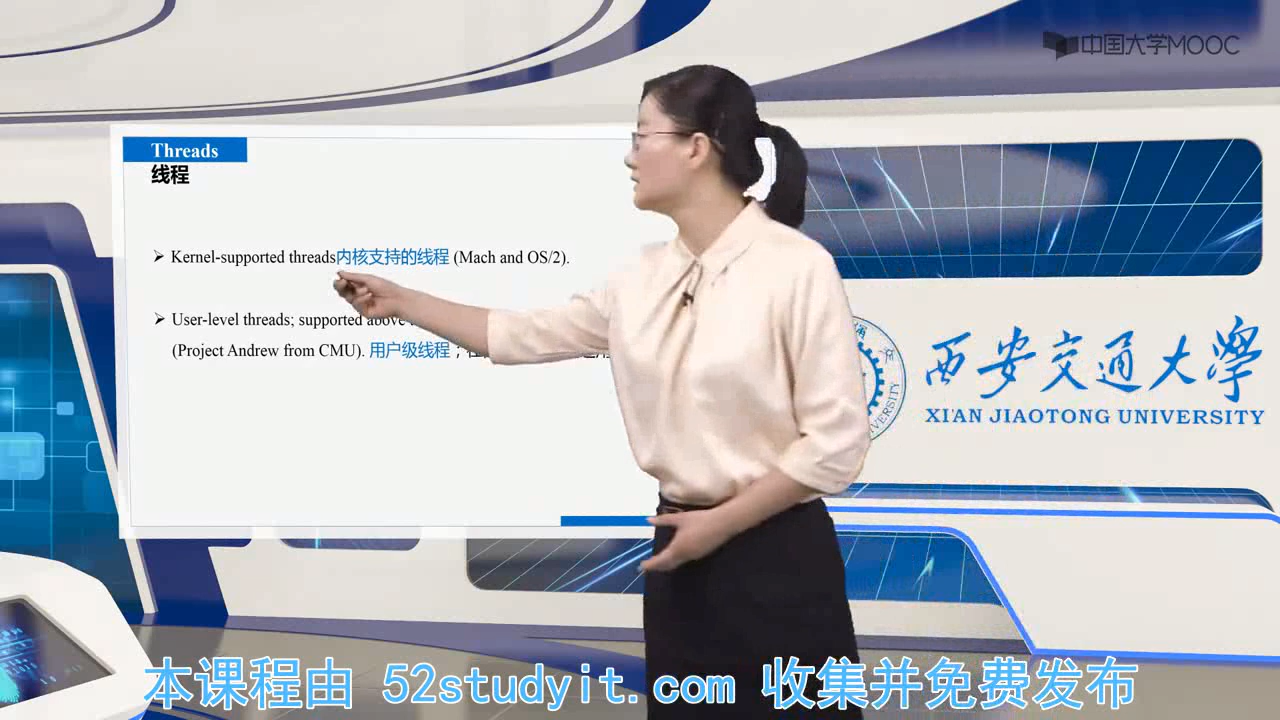 中国大学MOOC
Threads
线程
➢ Kernel-supported threads内核支持的线程 (Mach and OS/2).
➢ User-level threads; supported above
(Project Andrew from CMU). 用户级线程；在
西安交通大学
XI'AN JIAOTONG UNIVERSITY
本课程由 52studyit.com 收集并免费发布